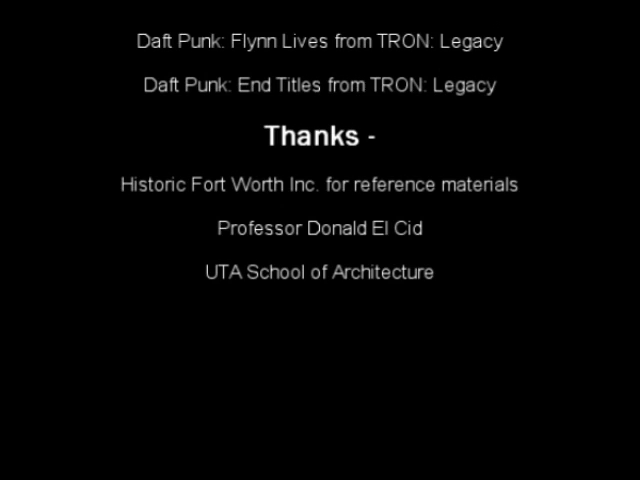 Daft Punk: Flynn Lives from TRON: Legacy
Daft Punk: End Titles from TRON: Legacy
Thanks -
Historic Fort Worth Inc. for reference materials
Professor Donald El Cid
UTA School of Architecture